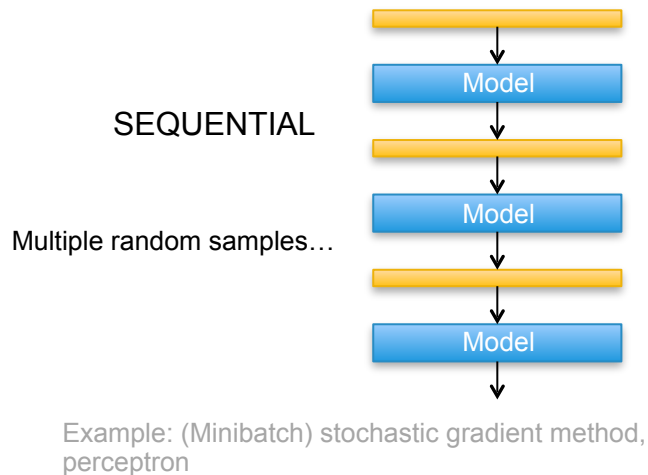 Model
SEQUENTIAL
Model
Multiple random samples…
Model
Example: (Minibatch) stochastic gradient method,
perceptron